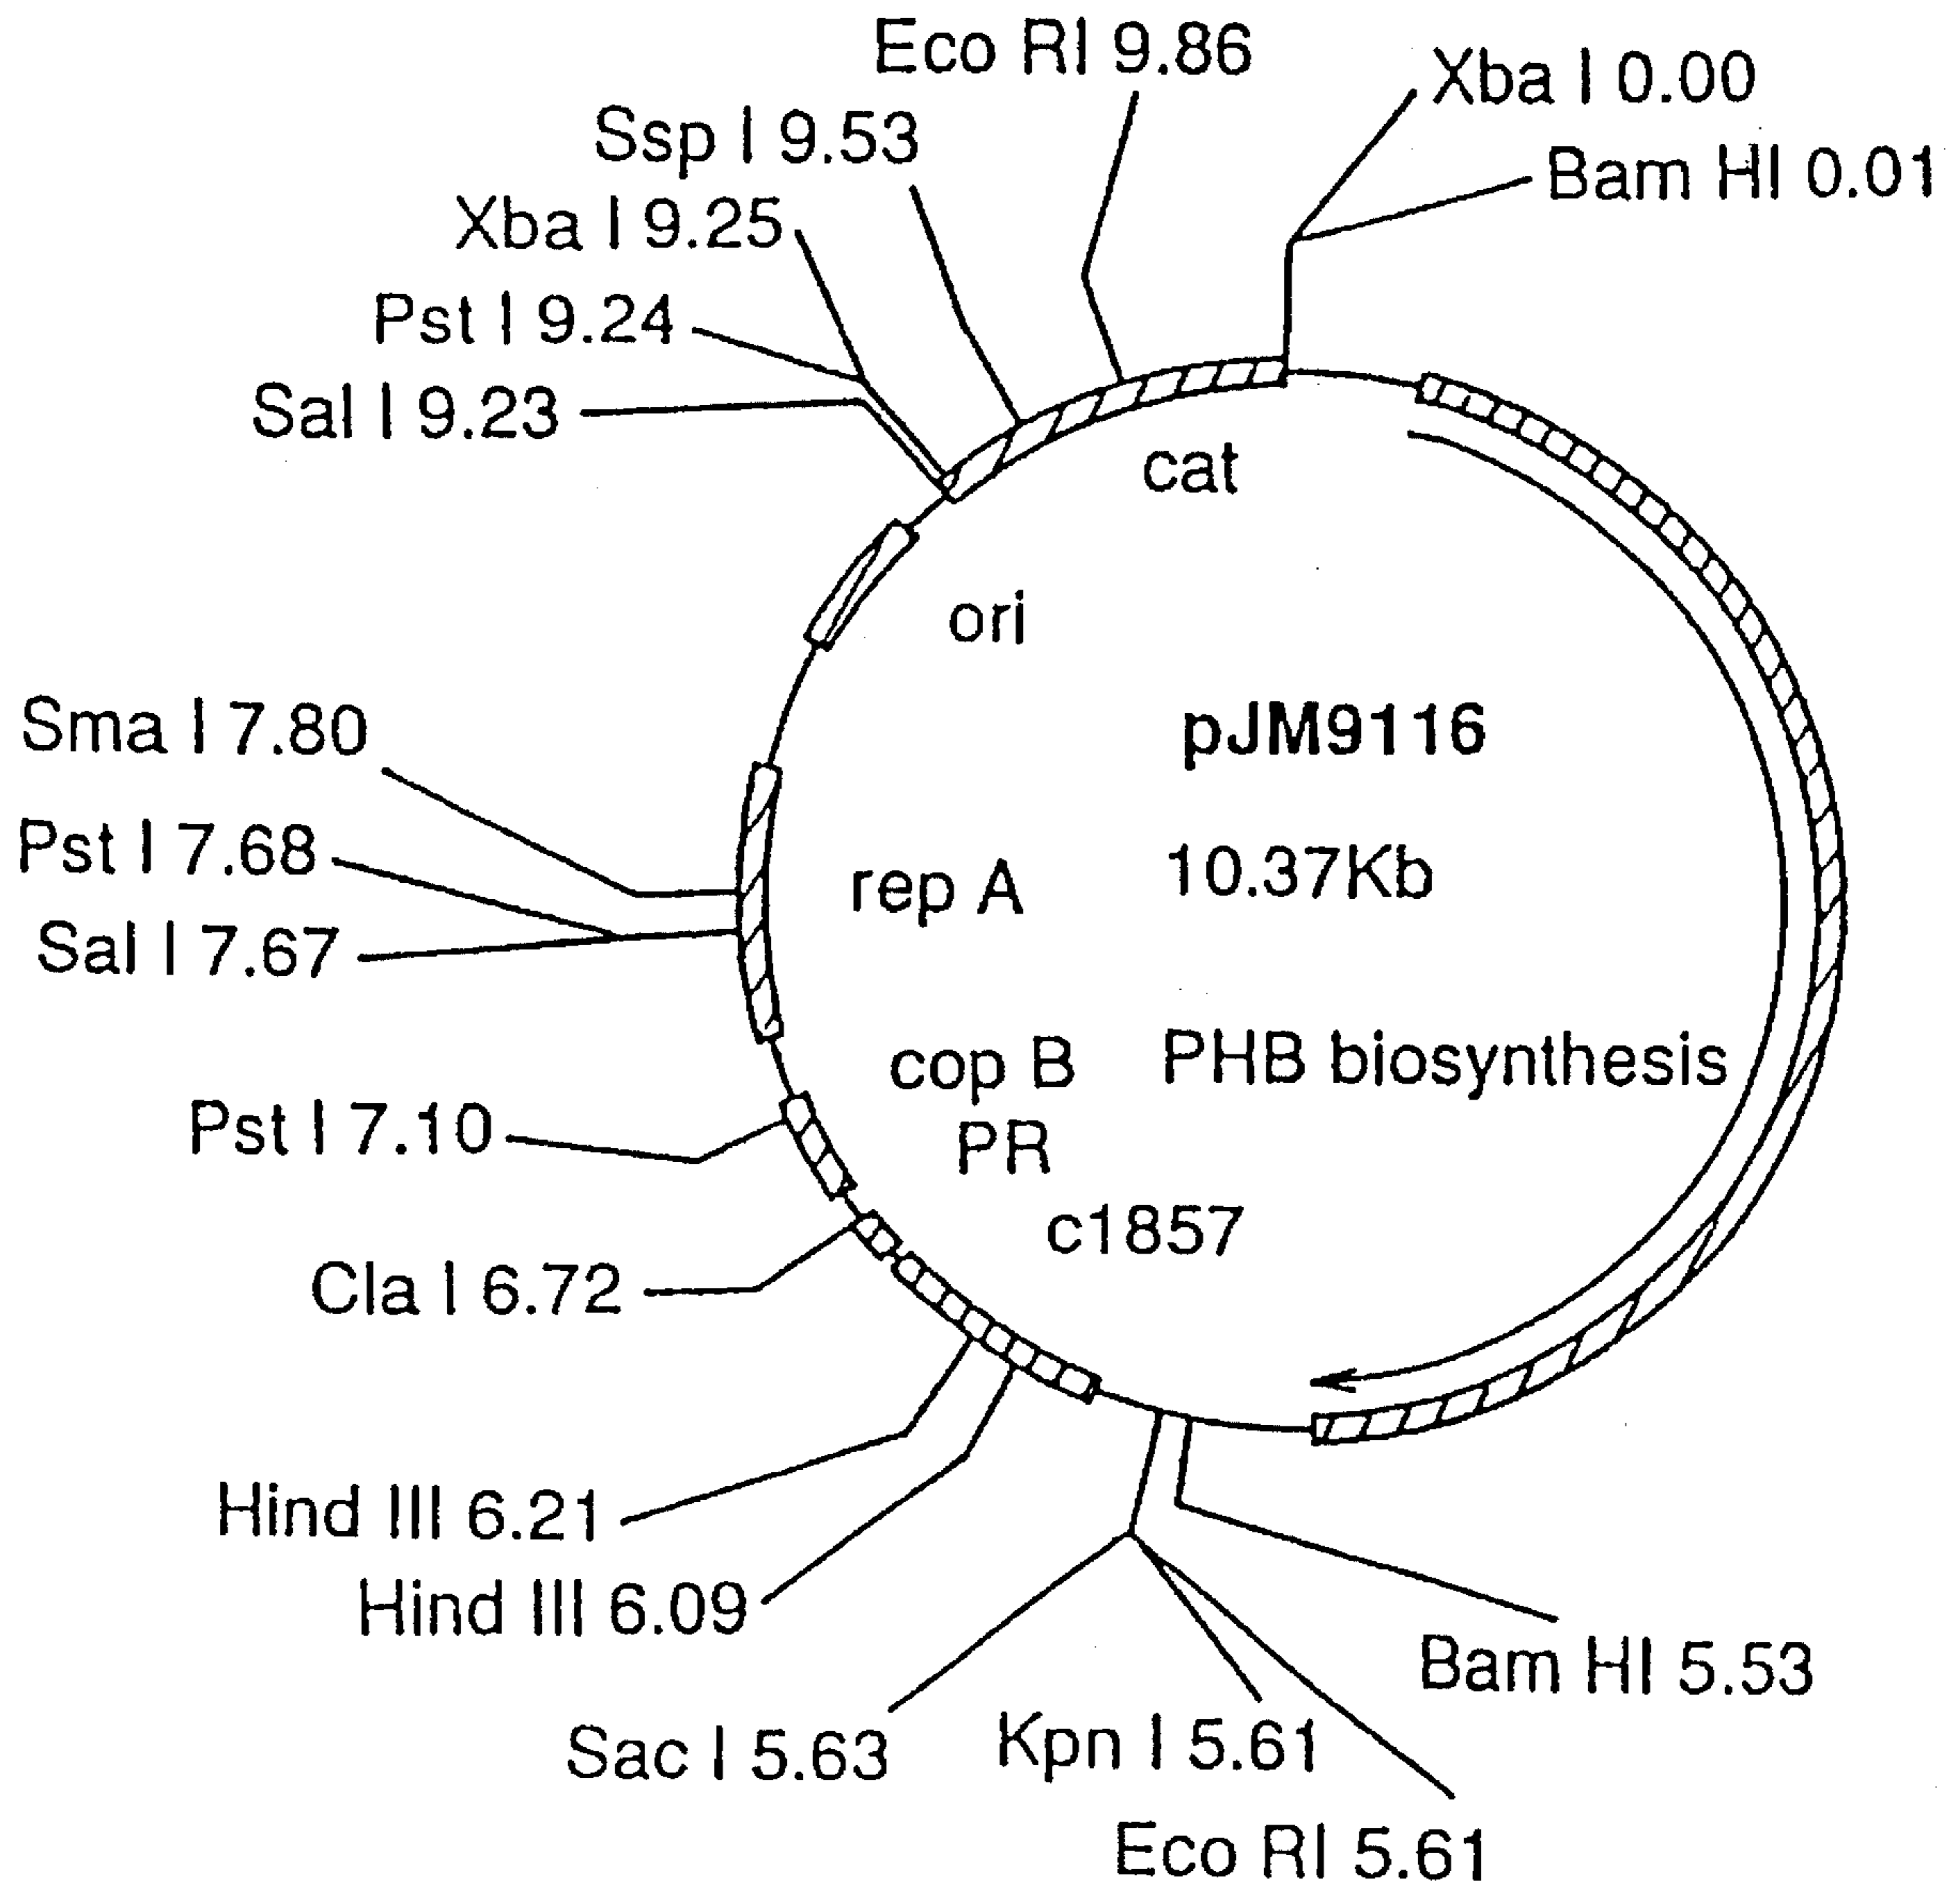 Eco RI 9.86
Xba I 0.00
Ssp I 9.53
Bam HI 0.01
Xba I 9.25
Pst I 9.24
Sal I 9.23
cat
ori
Sma I 7.80
pJM9116
Pst I 7.68
10.37Kb
rep A
Sal I 7.67
cop B
PHB biosynthesis
Pst I 7.10
PR
c1857
Cla I 6.72
Hind III 6.21
Hind III 6.09
Bam HI 5.53
Sac I 5.63
Kpn I 5.61
Eco RI 5.61